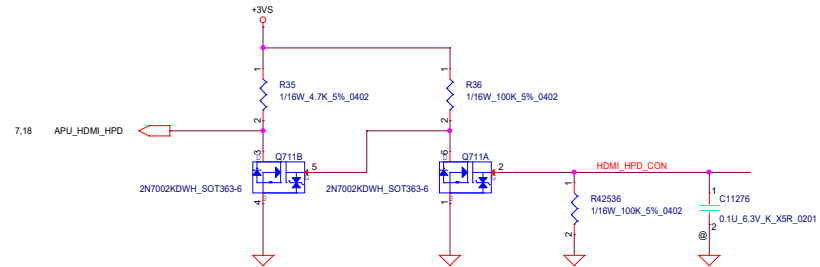 +3VS
1
R35
1/16W_4.7K_5%_0402
2
1
R36
1/16W_100K_5%_0402
2
7,18 APU_HDMI_HPD
3
D
Q711B
5
G
S
4
2N7002KDWH_SOT363-6
6
D
Q711A
2
G
S
1
2N7002KDWH_SOT363-6
HDMI_HPD_CON
1
R42536
1/16W_100K_5%_0402
2
1
C11276
0.1U_6.3V_K_X5R_0201
2
@